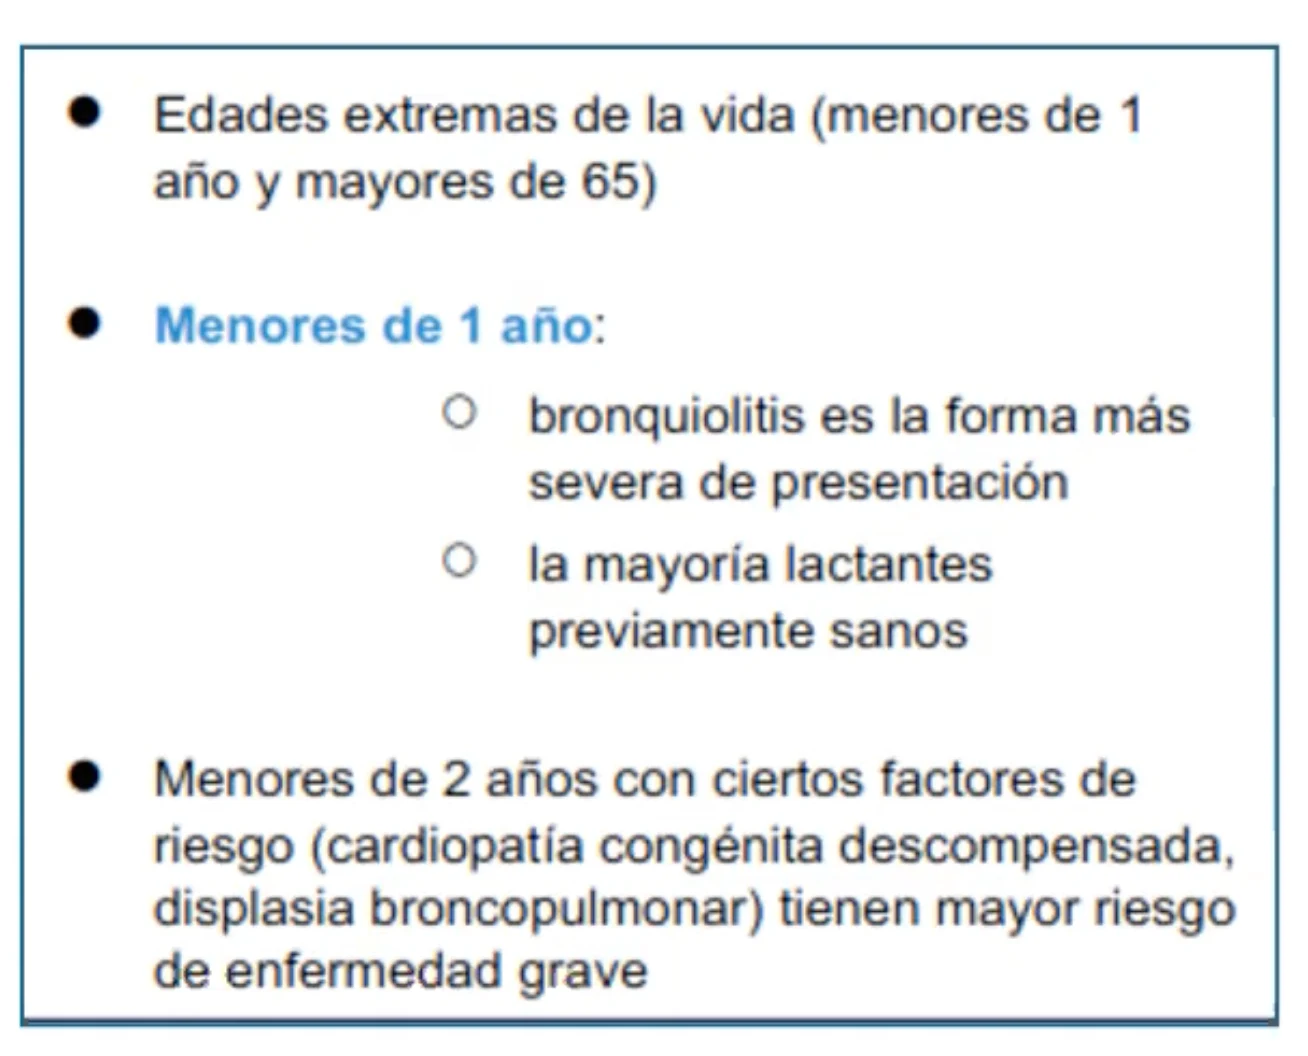 ● Edades extremas de la vida (menores de 1
año y mayores de 65)
● Menores de 1 año:
○ bronquiolitis es la forma más
severa de presentación
○ la mayoría lactantes
previamente sanos
● Menores de 2 años con ciertos factores de
riesgo (cardiopatía congénita descompensada,
displasia broncopulmonar) tienen mayor riesgo
de enfermedad grave